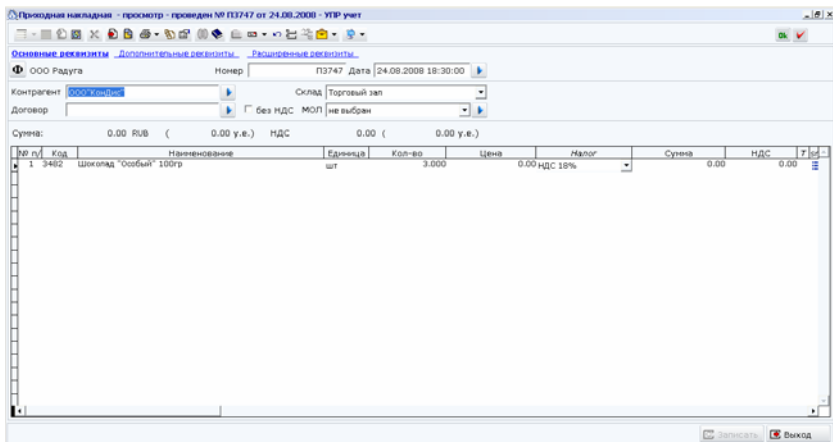 Приходная накладная - просмотр - проведен № П3747 от 24.08.2008 - УПР учет
Ok
Основные реквизиты Дополнительные реквизиты Расширенные реквизиты
Ф ООО Радуга Номер П3747 Дата 24.08.2008 18:30:00
Контрагент ООО"КонДис" Склад Торговый зал
Договор без НДС МОЛ не выбран
Сумма: 0.00 RUB ( 0.00 у.е.) НДС 0.00 ( 0.00 у.е.)
№ п/ Код Наименование Единица Кол-во Цена Налог Сумма НДС Т
1 3482 Шоколад "Особый" 100гр шт 3.000 0.00 НДС 18% 0.00 0.00
Записать Выход